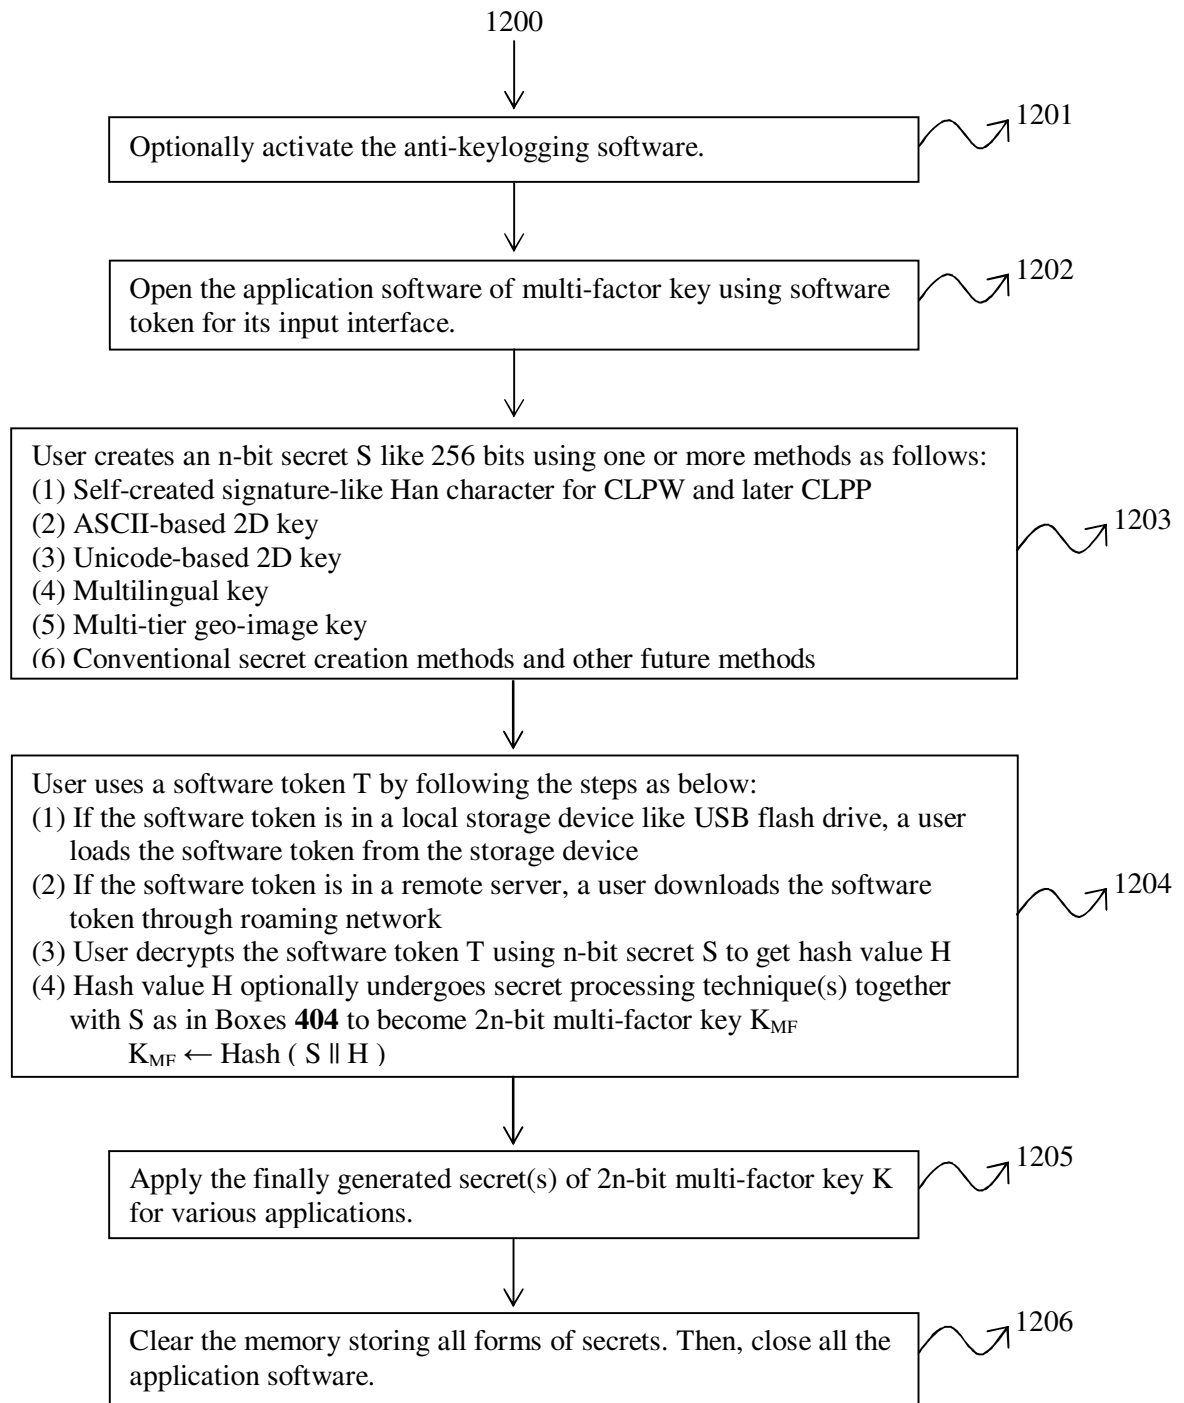 1200
1201
Optionally activate the anti-keylogging software.
1202
Open the application software of multi-factor key using software
token for its input interface.
User creates an n-bit secret S like 256 bits using one or more methods as follows:
(1) Self-created signature-like Han character for CLPW and later CLPP
(2) ASCII-based 2D key
(3) Unicode-based 2D key
(4) Multilingual key
(5) Multi-tier geo-image key
(6) Conventional secret creation methods and other future methods
1203
User uses a software token T by following the steps as below:
(1) If the software token is in a local storage device like USB flash drive, a user
loads the software token from the storage device
(2) If the software token is in a remote server, a user downloads the software
token through roaming network
(3) User decrypts the software token T using n-bit secret S to get hash value H
(4) Hash value H optionally undergoes secret processing technique(s) together
with S as in Boxes 404 to become 2n-bit multi-factor key KMF
KMF ← Hash ( S || H )
1204
1205
Apply the finally generated secret(s) of 2n-bit multi-factor key K
for various applications.
1206
Clear the memory storing all forms of secrets. Then, close all the
application software.